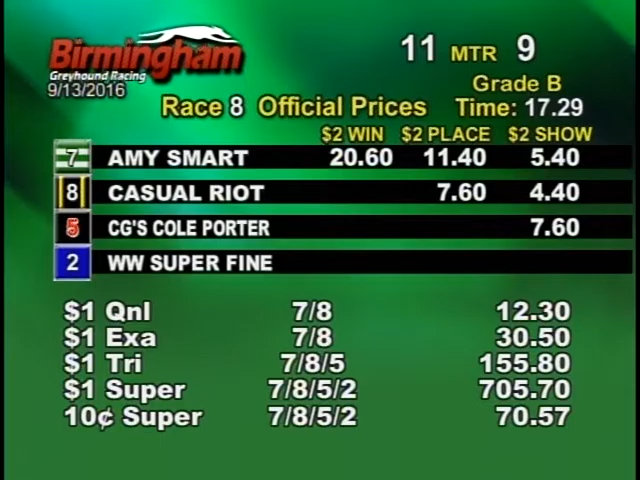 Birmingham
Greyhound Racing
9/13/2016
11 MTR 9
Grade B
Race 8 Official Prices Time: 17.29
$2 WIN $2 PLACE $2 SHOW
7 AMY SMART 20.60 11.40 5.40
8 CASUAL RIOT 7.60 4.40
5 CG'S COLE PORTER 7.60
2 WW SUPER FINE
$1 Qnl 7/8 12.30
$1 Exa 7/8 30.50
$1 Tri 7/8/5 155.80
$1 Super 7/8/5/2 705.70
10¢ Super 7/8/5/2 70.57